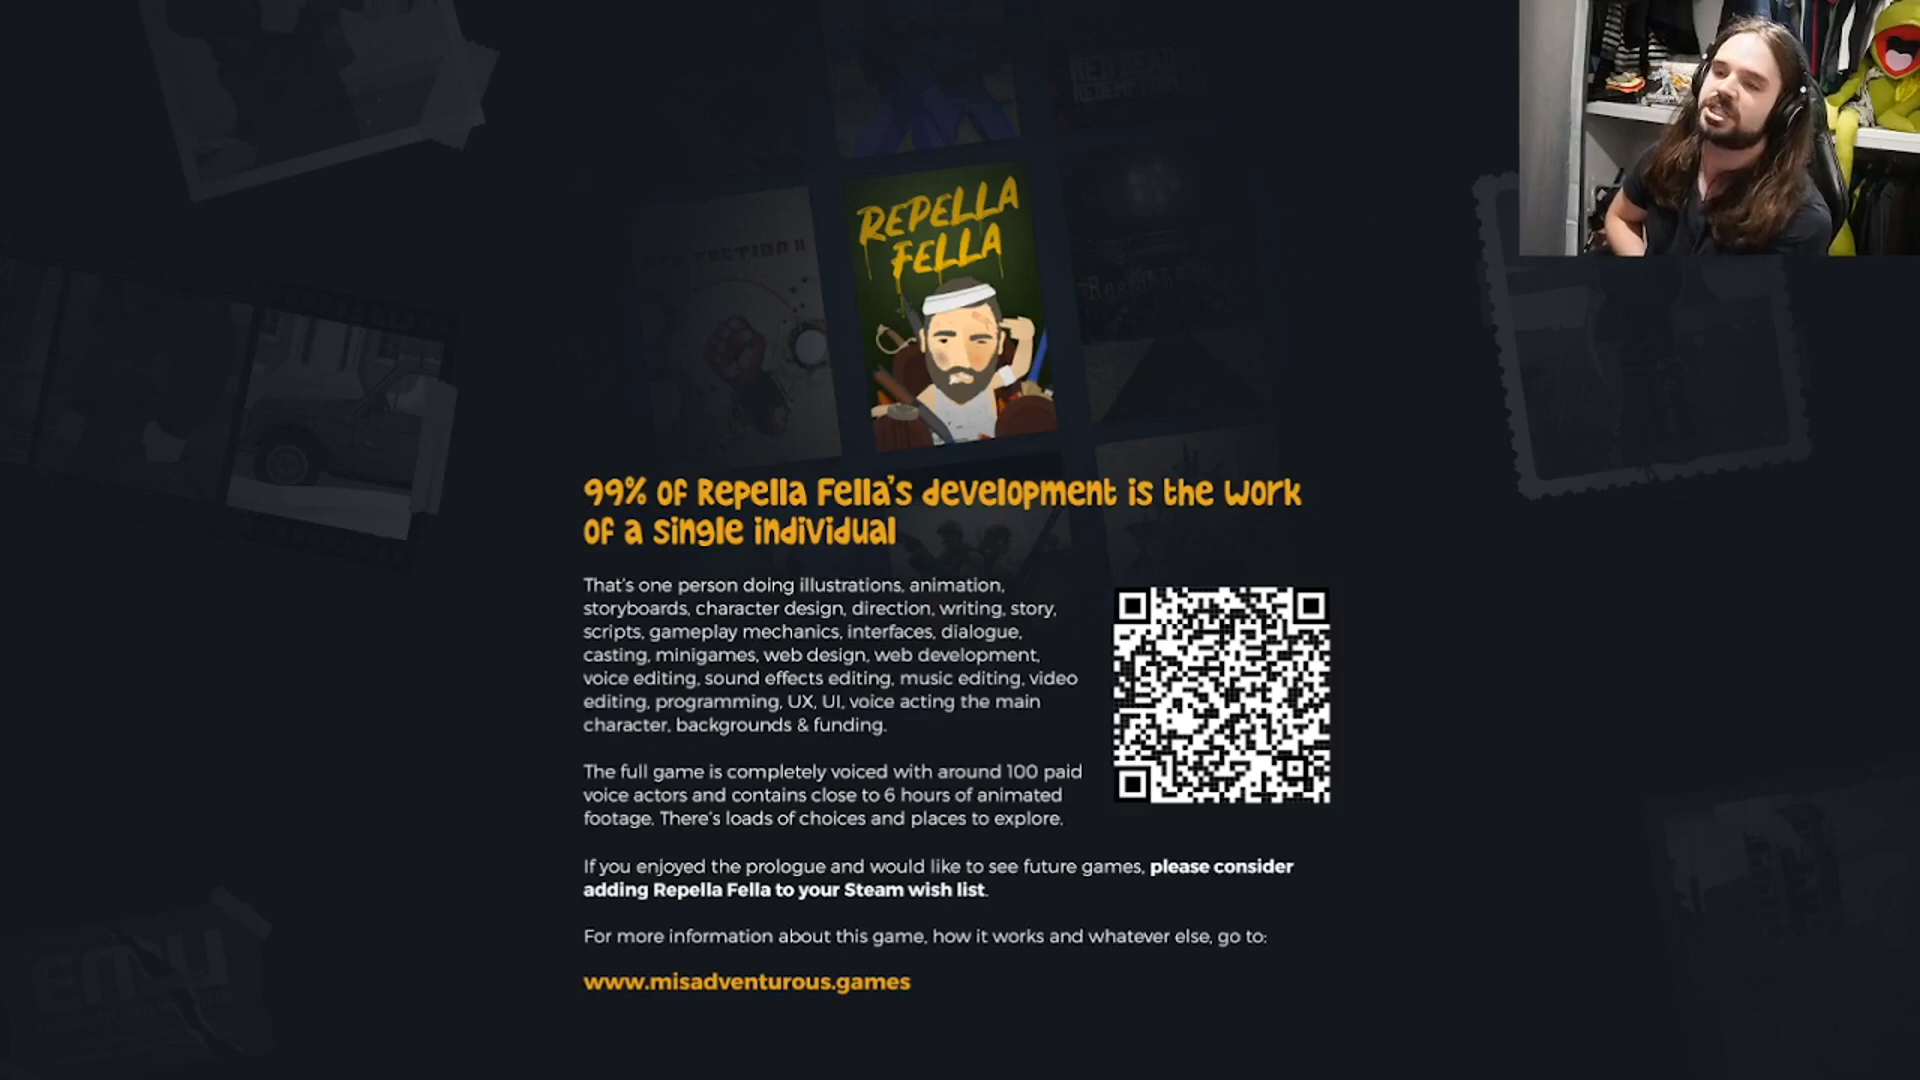 RED DEAD
REDEMPTION
REPELLA
FELLA
99% of Repella Fella's development is the work
of a single individual
That's one person doing illustrations, animation,
storyboards, character design, direction, writing, story,
scripts, gameplay mechanics, interfaces, dialogue,
casting, minigames, web design, web development,
voice editing, sound effects editing, music editing, video
editing, programming, UX, UI, voice acting the main
character, backgrounds & funding.
The full game is completely voiced with around 100 paid
voice actors and contains close to 6 hours of animated
footage. There's loads of choices and places to explore.
If you enjoyed the prologue and would like to see future games, please consider
adding Repella Fella to your Steam wish list.
For more information about this game, how it works and whatever else, go to:
www.misadventurous.games